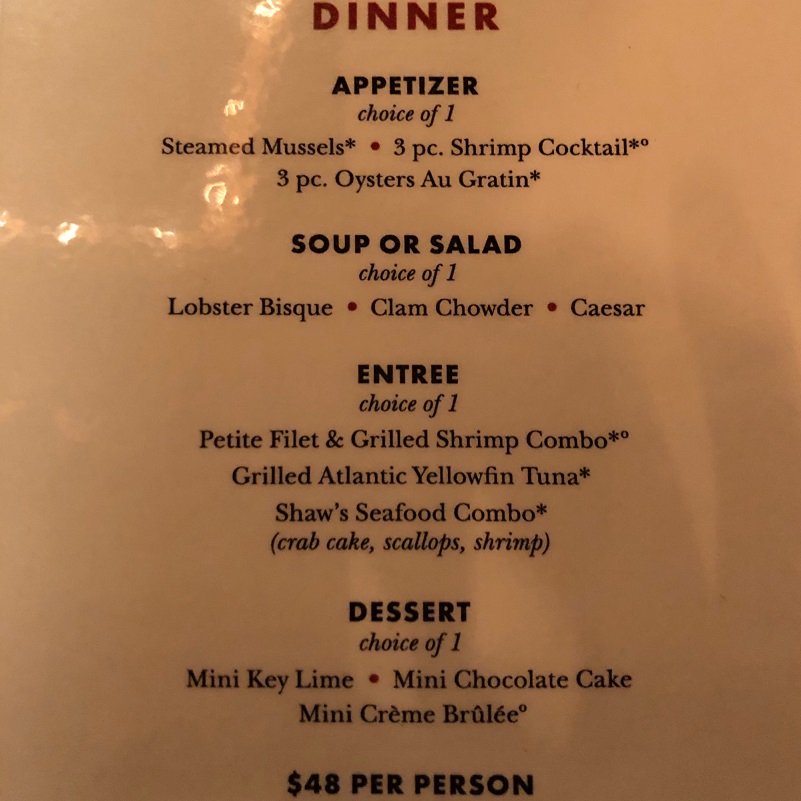 DINNER
APPETIZER
choice of 1
Steamed Mussels* • 3 pc. Shrimp Cocktail*º
3 pc. Oysters Au Gratin*
SOUP OR SALAD
choice of 1
Lobster Bisque • Clam Chowder • Caesar
ENTREE
choice of 1
Petite Filet & Grilled Shrimp Combo*º
Grilled Atlantic Yellowfin Tuna*
Shaw's Seafood Combo*
(crab cake, scallops, shrimp)
DESSERT
choice of 1
Mini Key Lime • Mini Chocolate Cake
Mini Crème Brûléeº
$48 PER PERSON